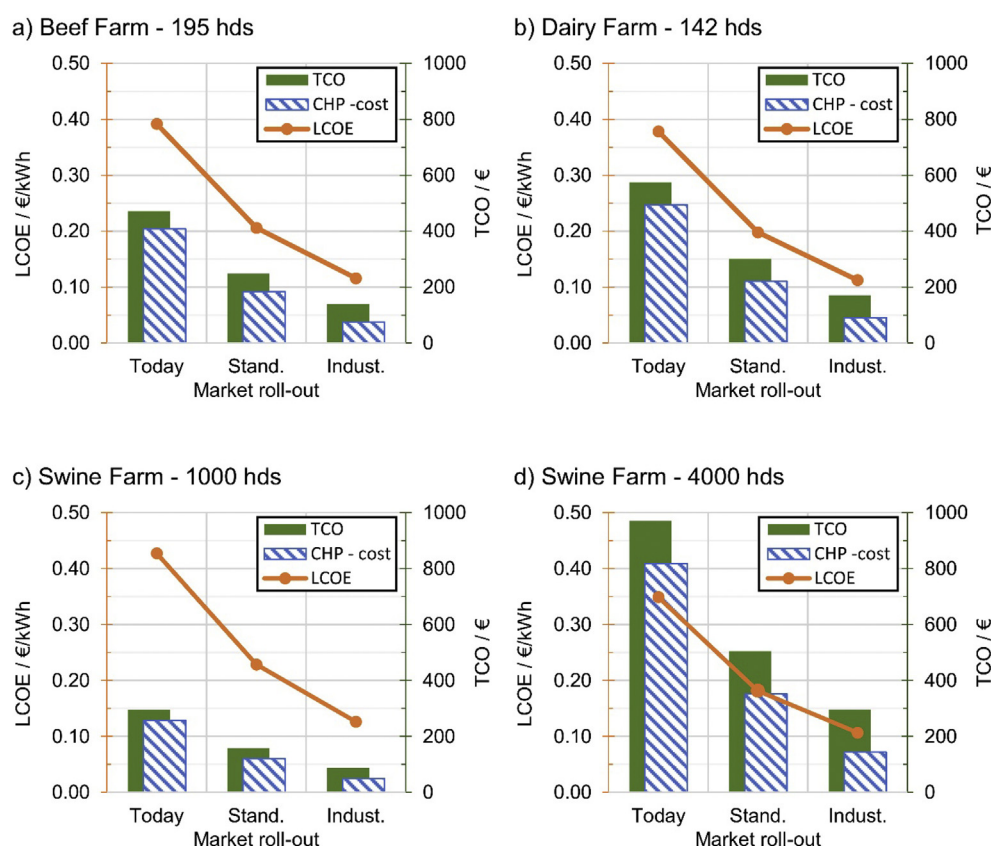 a) Beef Farm - 195 hds
0.50
0.40
0.30
0.20
0.10
0.00
LCOE / €/kWh
1000
800
600
400
200
0
TCO / €
TCO
CHP -cost
LCOE
Today Stand. Indust.
Market roll-out
b) Dairy Farm - 142 hds
0.50
0.40
0.30
0.20
0.10
0.00
LCOE / €/kWh
1000
800
600
400
200
0
TCO / €
TCO
CHP -cost
LCOE
Today Stand. Indust.
Market roll-out
c) Swine Farm - 1000 hds
0.50
0.40
0.30
0.20
0.10
0.00
LCOE / €/kWh
1000
800
600
400
200
0
TCO / €
TCO
CHP - cost
LCOE
Today Stand. Indust.
Market roll-out
d) Swine Farm - 4000 hds
0.50
0.40
0.30
0.20
0.10
0.00
LCOE / €/kWh
1000
800
600
400
200
0
TCO / €
TCO
CHP -cost
LCOE
Today Stand. Indust.
Market roll-out